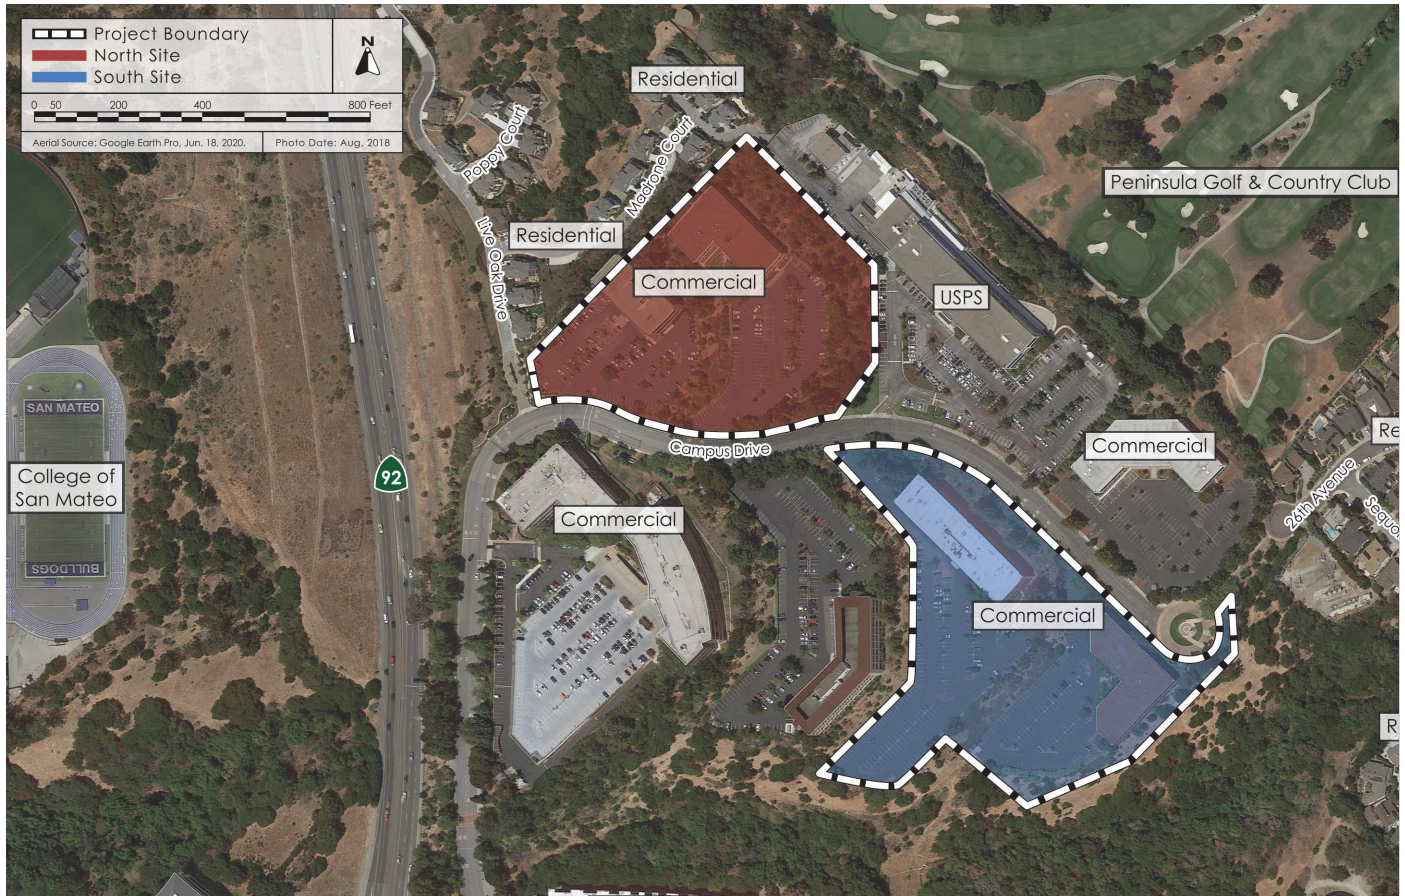 Project Boundary
North Site
South Site
N
0 50 200 400 800 Feet
Aerial Source: Google Earth Pro, Jun. 18, 2020.
Photo Date: Aug. 2018
Residential
Poppy Court
Madrone Court
Peninsula Golf & Country Club
Live Oak Drive
Residential
Commercial
USPS
SAN MATEO
Campus Drive
Commercial
Re
College of
San Mateo
92
26th Avenue
Sequo
Commercial
BULLDOGS
Commercial
R